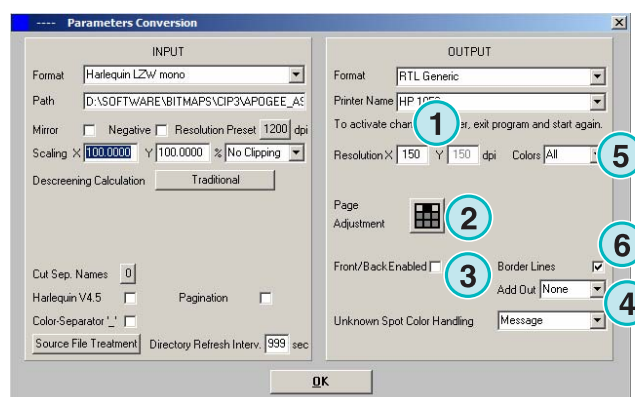 ---- Parameters Conversion
INPUT
Format Harlequin LZW mono
Path D:\SOFTWARE\BITMAPS\CIP3\APOGEE_AS
Mirror Negative Resolution Preset 1200 dpi
Scaling X 100.0000 Y 100.0000 % No Clipping
Descreening Calculation Traditional
Cut Sep. Names 0
Harlequin V4.5 Pagination
Color-Separator '_'
Source File Treatment Directory Refresh Interv. 999 sec
OUTPUT
Format RTL Generic
Printer Name HP
1
To activate exit program and start again.
Resolution X 150 Y 150 dpi Colors All
5
Page
Adjustment
2
6
Front/Back Enabled
3
Border Lines
Add Out None
4
Unknown Spot Color Handling Message
OK